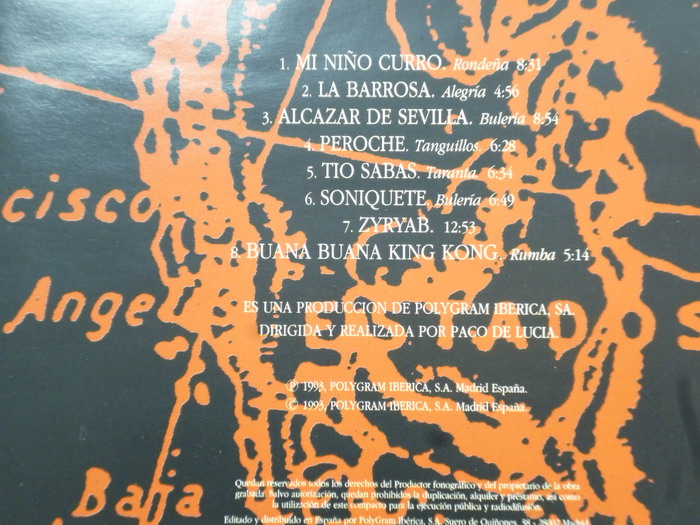 1. MI NIÑO CURRO. Rondeña 8:31
2. LA BARROSA. Alegría 4:56
3. ALCAZAR DE SEVILLA. Bulería 8:54
4. PEROCHE. Tanguillos. 6:28
5. TIO SABAS. Taranta. 6:34
6. SONIQUETE. Bulería 6:49
7. ZYRYAB. 12:53
8. BUANA BUANA KING KONG. Rumba 5:14
cisco
Angel
ESTADOS
ES UNA PRODUCCION DE POLYGRAM IBERICA, SA.
DIRIGIDA Y REALIZADA POR PACO DE LUCIA.
℗ 1993, POLYGRAM IBERICA, S.A. Madrid España.
© 1993, POLYGRAM IBERICA, S.A. Madrid España.
Baja
Quedan reservados todos los derechos del Productor fonográfico y del propietario de la obra
grabada. Salvo autorización, quedan prohibidos la duplicación, alquiler y préstamo, así como
la utilización de este compacto para la ejecución pública y radiodifusión.
Editado y distribuido en España por PolyGram Ibérica, S.A. Suero de Quiñones, 38 - 28002 Madrid